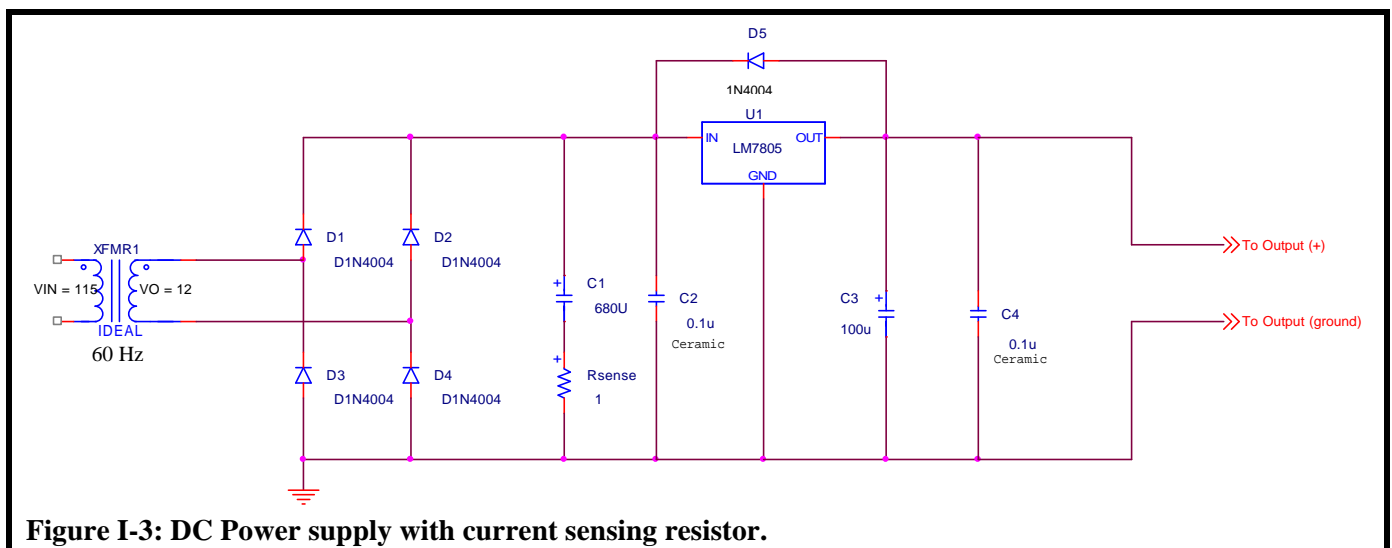 D5
1N4004
U1
IN
OUT
LM7805
GND
D1
D2
D1N4004
D1N4004
XFMR1
To Output (+)
VIN = 115
VO = 12
+
C1
680U
C2
0.1u
Ceramic
C3
+
100u
C4
0.1u
Ceramic
To Output (ground)
IDEAL
60 Hz
+
D3
D4
Rsense
D1N4004
D1N4004
1
Figure I-3: DC Power supply with current sensing resistor.